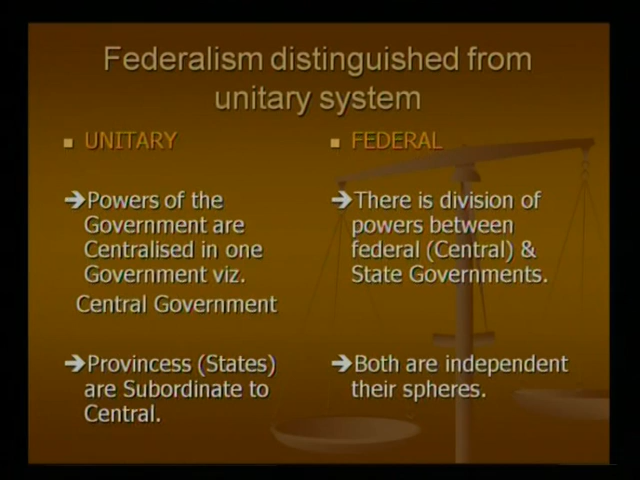 Federalism distinguished from
unitary system
UNITARY
➔Powers of the
Government are
Centralised in one
Government viz.
Central Government
➔Provincess (States)
are Subordinate to
Central.
FEDERAL
➔There is division of
powers between
federal (Central) &
State Governments.
➔Both are independent
their spheres.